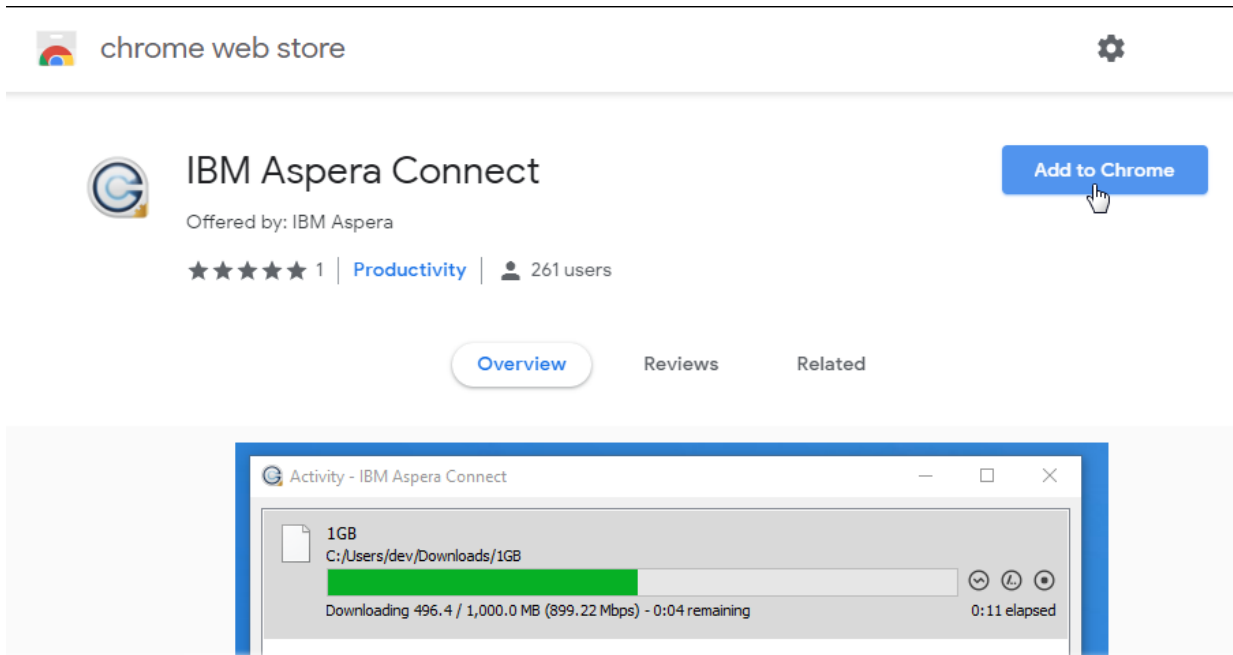 chrome web store
IBM Aspera Connect
Add to Chrome
Offered by: IBM Aspera
1 Productivity 261 users
Overview Reviews Related
Activity - IBM Aspera Connect
1GB
C:/Users/dev/Downloads/1GB
Downloading 496.4 / 1,000.0 MB (899.22 Mbps) - 0:04 remaining 0:11 elapsed